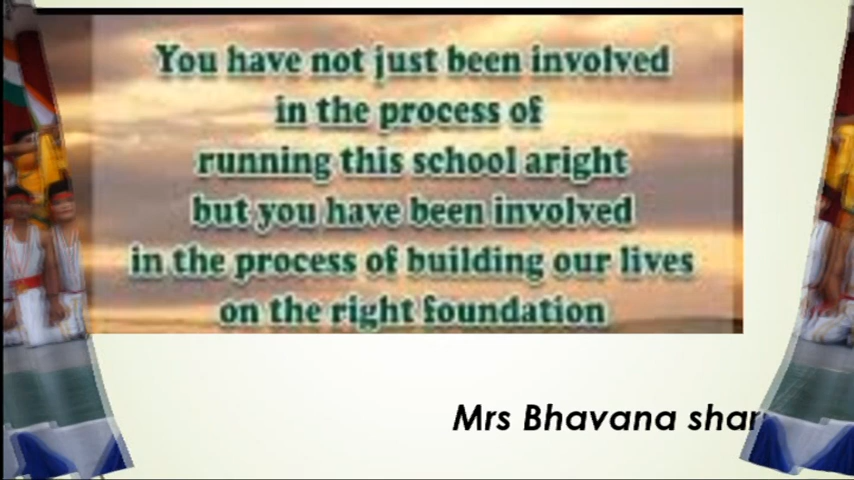 You have not just been involved
in the process of
running this school aright
but you have been involved
in the process of building our lives
on the right foundation
Mrs Bhavana